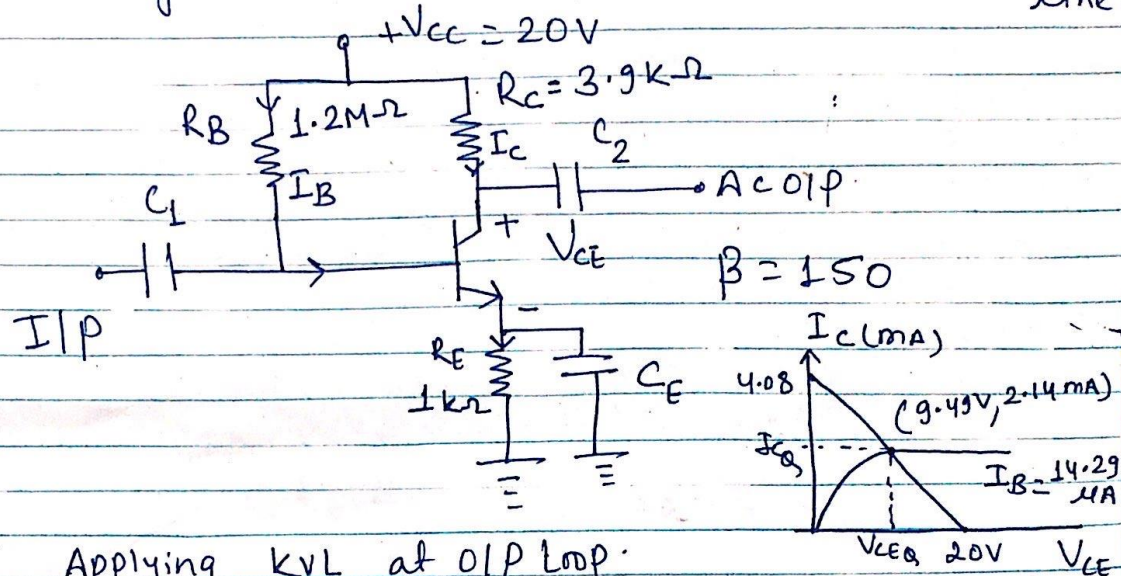 +VCC = 20V
RC = 3.9KΩ
RB
1.2MΩ
IC
C2
IB
AC O/P
C1
+
VCE
β = 150
-
I/P
IC (mA)
RE
1kΩ
CE
4.08
(9.49V, 2.14mA)
ICQ
IB = 14.29
μA
VCEQ 20V VCE
Applying KVL at O/P Loop.